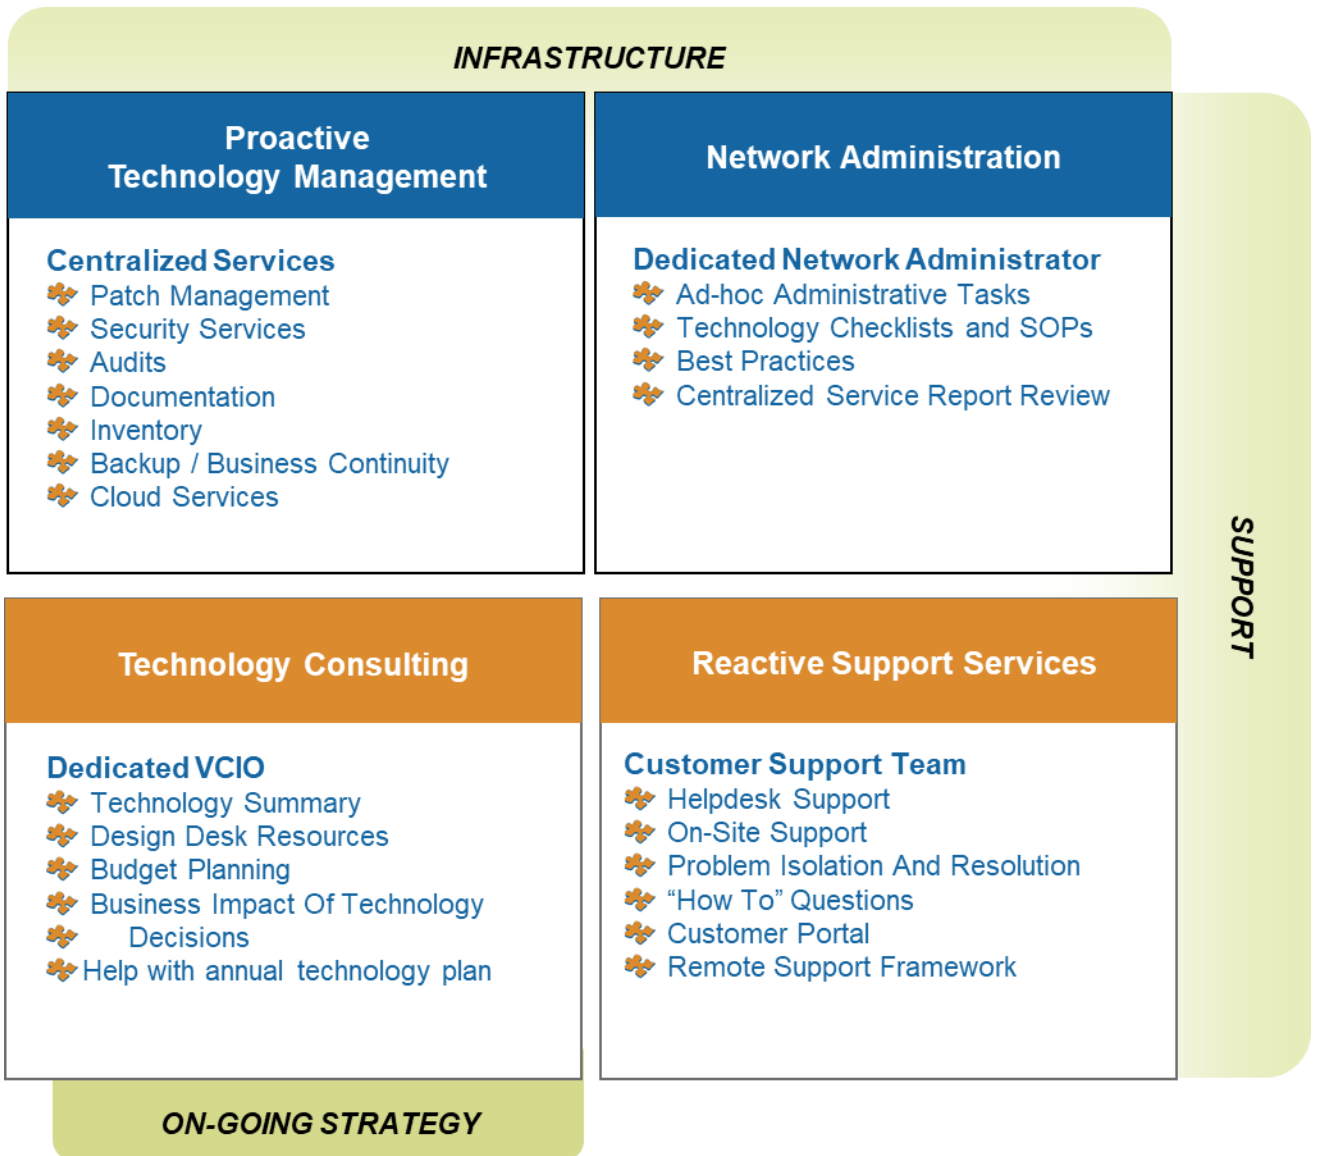 INFRASTRUCTURE
Proactive
Technology Management
Centralized Services
Patch Management
Security Services
Audits
Documentation
Inventory
Backup / Business Continuity
Cloud Services
Network Administration
Dedicated Network Administrator
Ad-hoc Administrative Tasks
Technology Checklists and SOPs
Best Practices
Centralized Service Report Review
SUPPORT
Technology Consulting
Dedicated VCIO
Technology Summary
Design Desk Resources
Budget Planning
Business Impact Of Technology
Decisions
Help with annual technology plan
Reactive Support Services
Customer Support Team
Helpdesk Support
On-Site Support
Problem Isolation And Resolution
“How To” Questions
Customer Portal
Remote Support Framework
ON-GOING STRATEGY